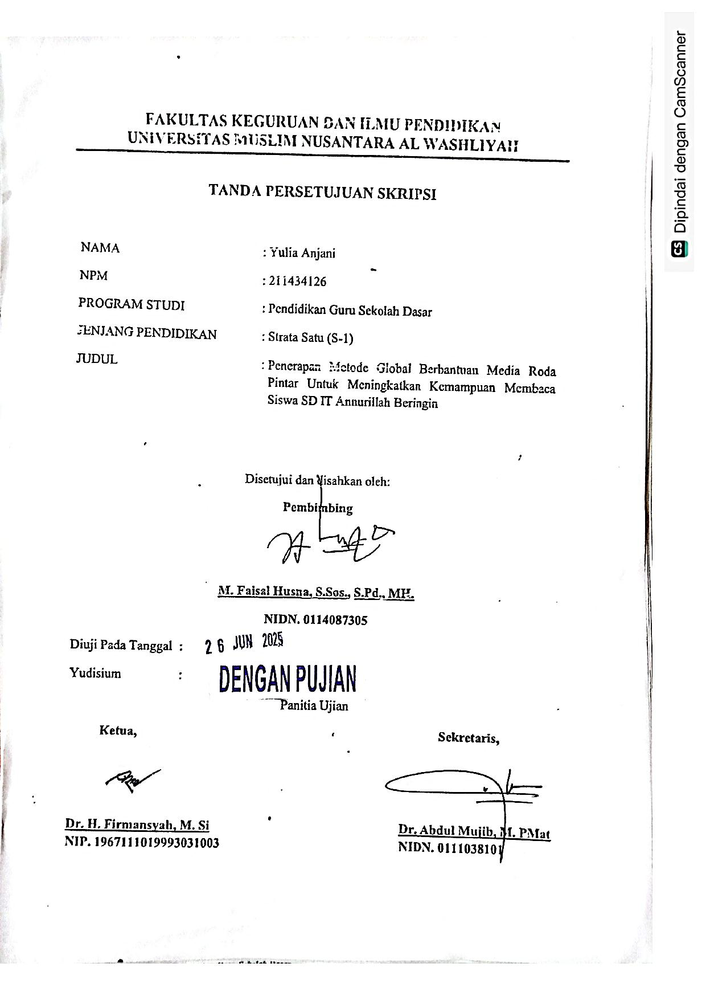 FAKULTAS KEGURUAN DAN ILMU PENDIDIKAN
UNIVERSITAS MUSLIM NUSANTARA AL WASHLIYAH
TANDA PERSETUJUAN SKRIPSI
NAMA : Yulia Anjani
NPM : 211434126
PROGRAM STUDI : Pendidikan Guru Sekolah Dasar
JENJANG PENDIDIKAN : Strata Satu (S-1)
JUDUL : Penerapan Metode Global Berbantuan Media Roda
Pintar Untuk Meningkatkan Kemampuan Membaca
Siswa SD IT Annurillah Beringin
Disetujui dan disahkan oleh:
Pembimbing
M. Faisal Husna, S.Sos., S.Pd., MH.
NIDN. 0114087305
Diuji Pada Tanggal : 26 JUN 2025
Yudisium : DENGAN PUJIAN
Panitia Ujian
Ketua,
Sekretaris,
Dr. H. Firmansyah, M. Si
NIP. 1967111019993031003
Dr. Abdul Mujib, M. PMat
NIDN. 0111038101
CS Dipindai dengan CamScanner